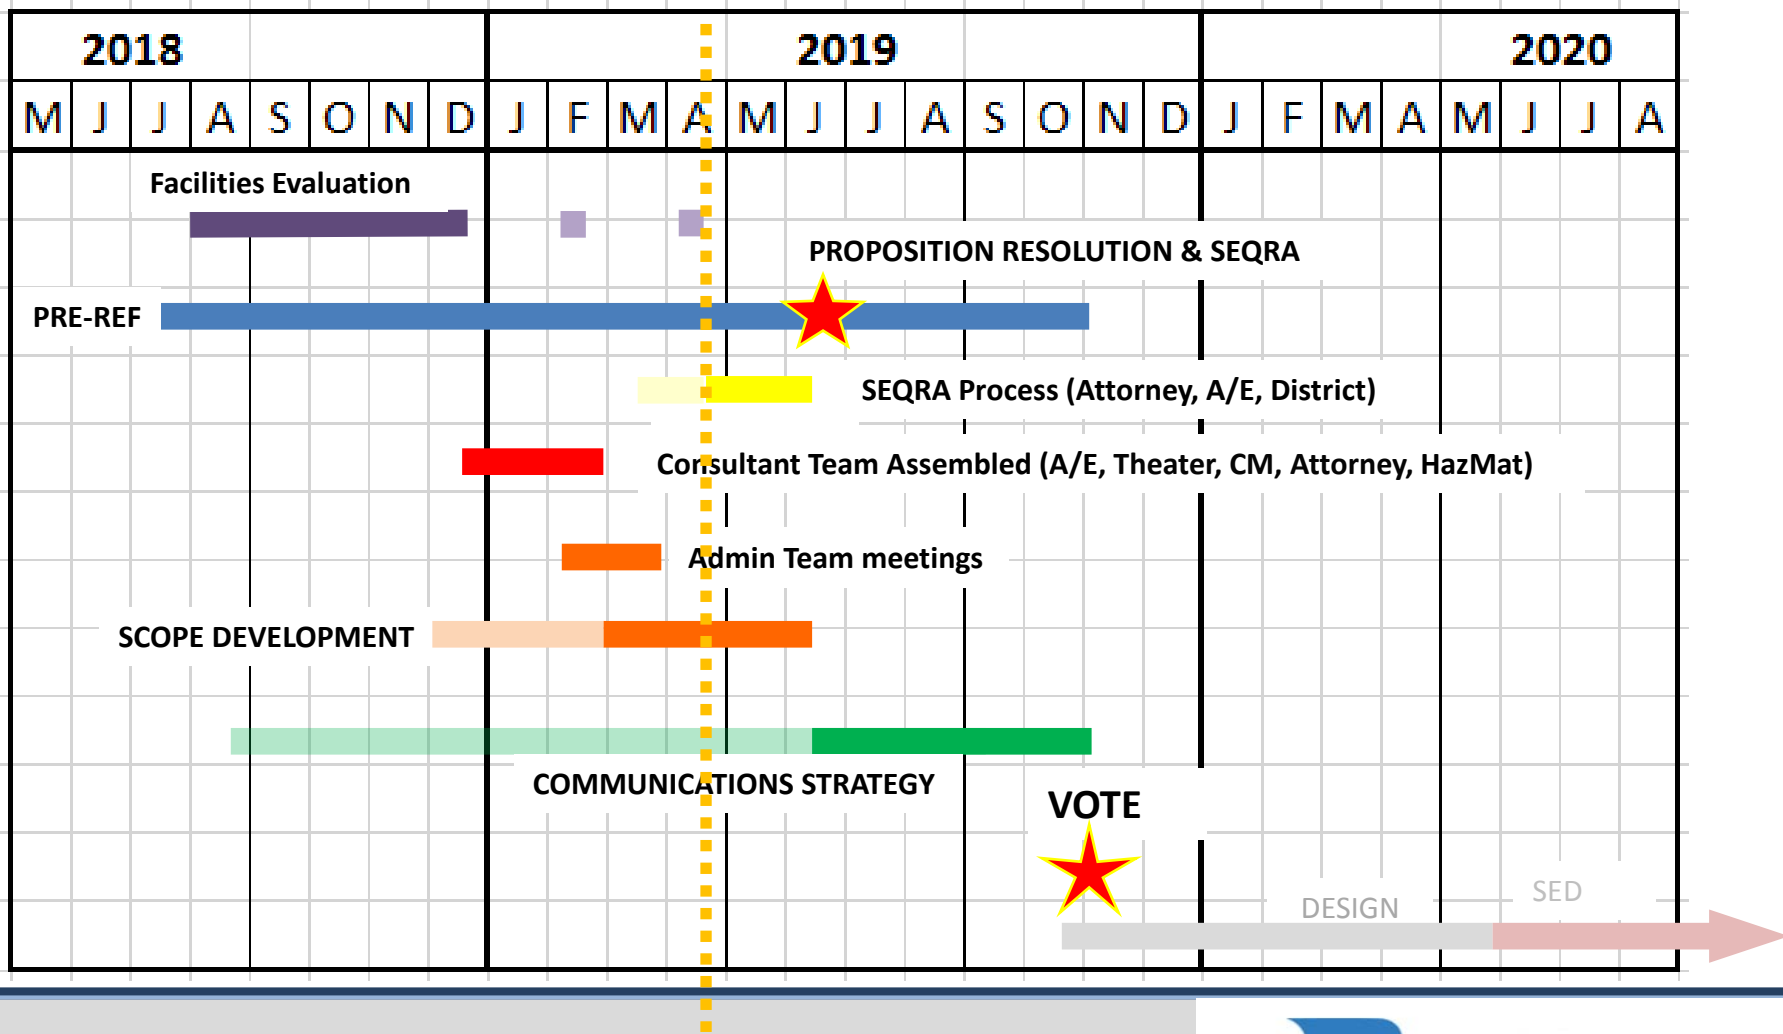 2018 2019 2020
M J J A S O N D J F M A M J J A S O N D J F M A M J J A
Facilities Evaluation
PROPOSITION RESOLUTION & SEQRA
PRE-REF
SEQRA Process (Attorney, A/E, District)
Consultant Team Assembled (A/E, Theater, CM, Attorney, HazMat)
Admin Team meetings
SCOPE DEVELOPMENT
COMMUNICATIONS STRATEGY
VOTE
SED
DESIGN